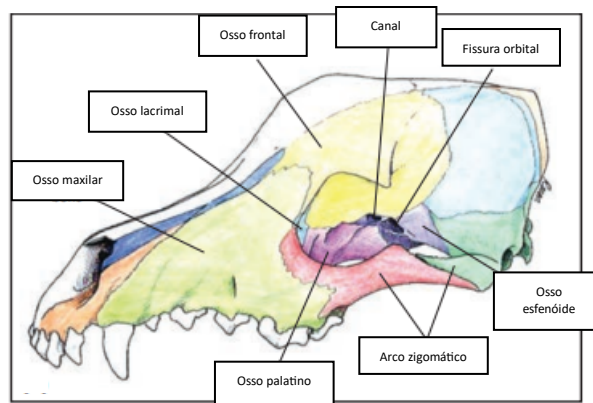 Canal
Osso frontal
Fissura orbital
Osso lacrimal
Osso maxilar
Osso
esfenóide
Arco zigomático
Osso palatino